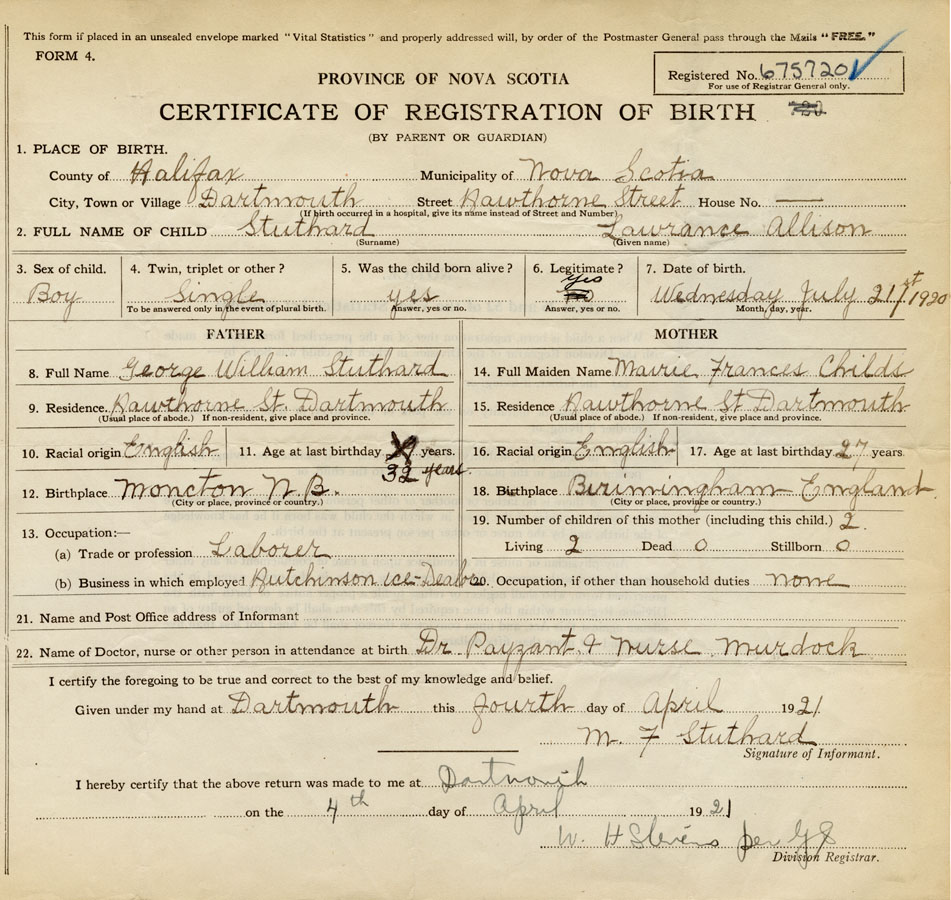 This form if placed in an unsealed envelope marked "Vital Statistics" and properly addressed will, by order of the Postmaster General pass through the Mails "FREE."
FORM 4.
Registered No. 675720
For use of Registrar General only.
PROVINCE OF NOVA SCOTIA
CERTIFICATE OF REGISTRATION OF BIRTH
(BY PARENT OR GUARDIAN)
1. PLACE OF BIRTH.
County of Halifax Municipality of Nova Scotia
City, Town or Village Dartmouth Street Hawthorne Street House No. —
(If birth occurred in a hospital, give its name instead of Street and Number)
2. FULL NAME OF CHILD Stuthard Lawrance Allison
(Surname) (Given name)
3. Sex of child. 4. Twin, triplet or other? 5. Was the child born alive? 6. Legitimate? 7. Date of birth.
Boy Single yes yes Wednesday July 21st 1920
To be answered only in the event of plural birth. Answer, yes or no. Answer, yes or no. Month, day, year.
FATHER MOTHER
8. Full Name George William Stuthard 14. Full Maiden Name Mairie Frances Childs
9. Residence. Hawthorne St. Dartmouth 15. Residence Hawthorne St Dartmouth
(Usual place of abode.) If non-resident, give place and province. (Usual place of abode.) If non-resident, give place and province.
10. Racial origin English 11. Age at last birthday years. 16. Racial origin English 17. Age at last birthday 27 years
32 years.
12. Birthplace Moncton N.B. 18. Birthplace Birimingham England
(City or place, province or country.) (City or place, province or country.)
13. Occupation:— 19. Number of children of this mother (including this child.) 2
(a) Trade or profession Laborer Living 2 Dead 0 Stillborn 0
(b) Business in which employed Hutchinson ice-Dealer 20. Occupation, if other than household duties none
21. Name and Post Office address of Informant
22. Name of Doctor, nurse or other person in attendance at birth Dr. Payzant & Nurse Murdock
I certify the foregoing to be true and correct to the best of my knowledge and belief.
Given under my hand at Dartmouth this fourth day of April 1921
M. F Stuthard
Signature of Informant.
I hereby certify that the above return was made to me at Dartmouth
on the 4th day of April 1921
W. H Stevens per
Division Registrar.